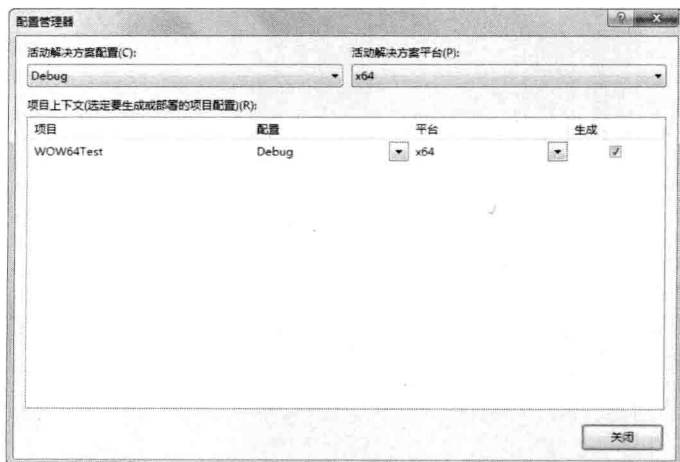 配置管理器
活动解决方案配置(C): 活动解决方案平台(P):
Debug x64
项目上下文(选定要生成或部署的项目配置)(R):
项目 配置 平台 生成
WOW64Test Debug x64
关闭